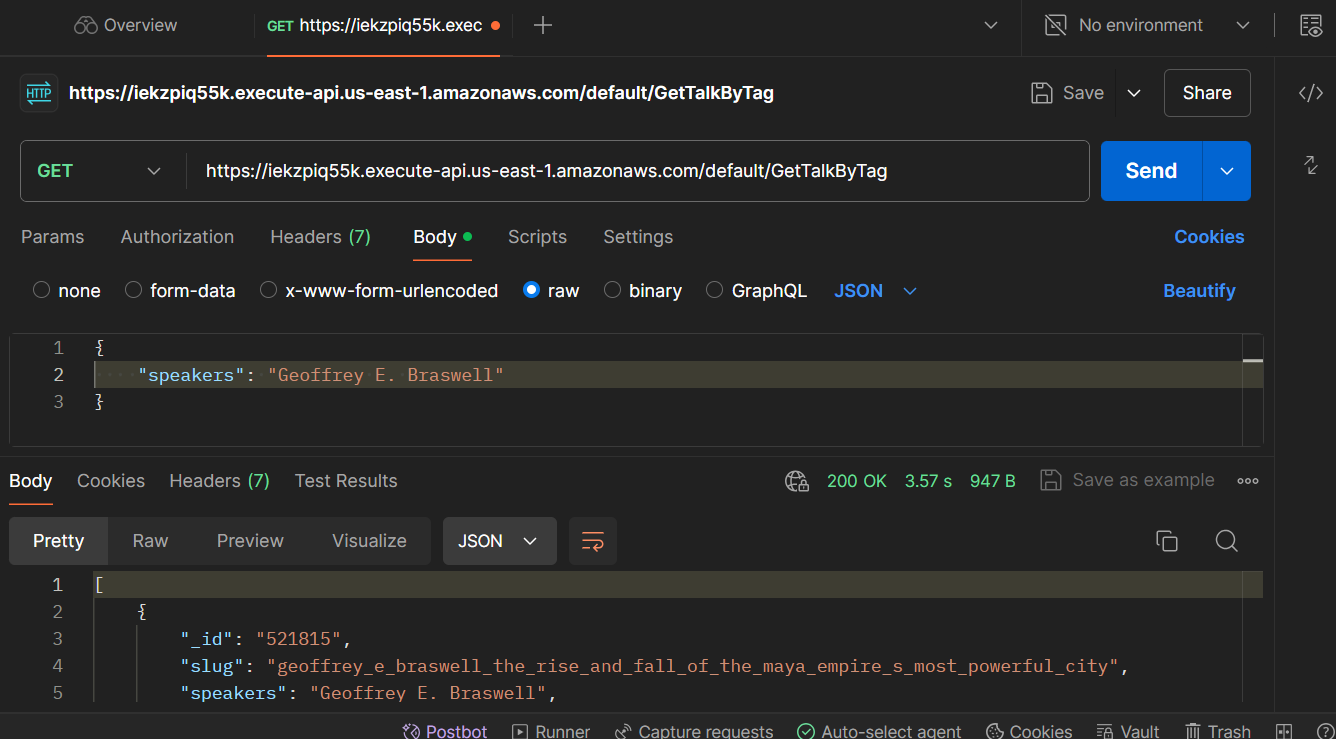 Overview
GET https://iekzpiq55k.exec
No environment
HTTP https://iekzpiq55k.execute-api.us-east-1.amazonaws.com/default/GetTalkByTag
Save
Share
</>
GET
https://iekzpiq55k.execute-api.us-east-1.amazonaws.com/default/GetTalkByTag
Send
Params Authorization Headers (7) Body Scripts Settings Cookies
none form-data x-www-form-urlencoded raw binary GraphQL JSON Beautify
1 {
2 "speakers": "Geoffrey E. Braswell"
3 }
Body Cookies Headers (7) Test Results 200 OK 3.57 s 947 B Save as example
Pretty Raw Preview Visualize JSON
1 [
2 {
3 "_id": "521815",
4 "slug": "geoffrey_e_braswell_the_rise_and_fall_of_the_maya_empire_s_most_powerful_city",
5 "speakers": "Geoffrey E. Braswell",
Postbot Runner Capture requests Auto-select agent Cookies Vault Trash